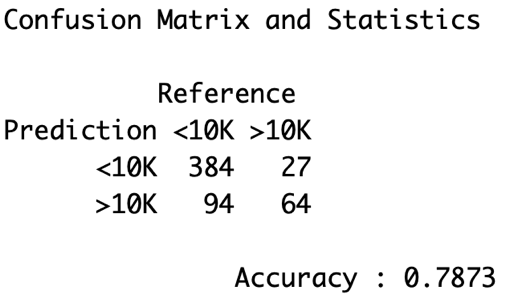 Confusion Matrix and Statistics
Reference
Prediction <10K >10K
<10K 384 27
>10K 94 64
Accuracy : 0.7873